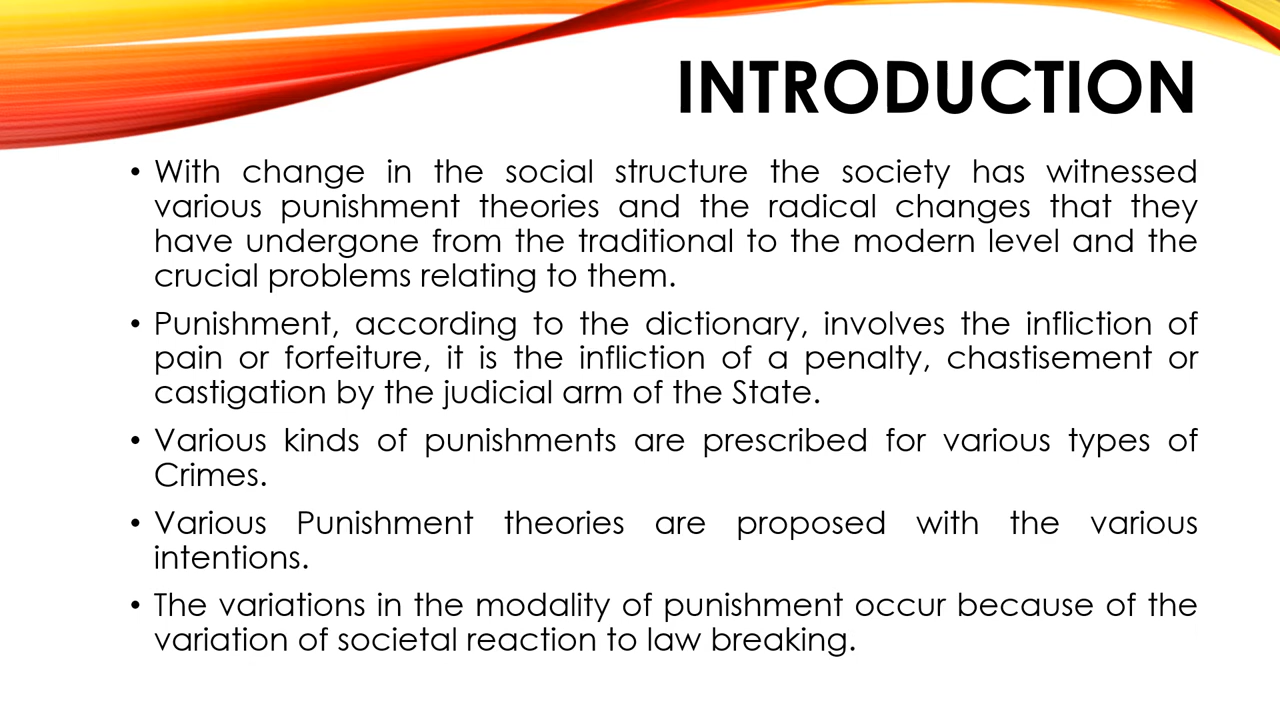 INTRODUCTION
• With change in the social structure the society has witnessed
various punishment theories and the radical changes that they
have undergone from the traditional to the modern level and the
crucial problems relating to them.
• Punishment, according to the dictionary, involves the infliction of
pain or forfeiture, it is the infliction of a penalty, chastisement or
castigation by the judicial arm of the State.
• Various kinds of punishments are prescribed for various types of
Crimes.
• Various Punishment theories are proposed with the various
intentions.
• The variations in the modality of punishment occur because of the
variation of societal reaction to law breaking.